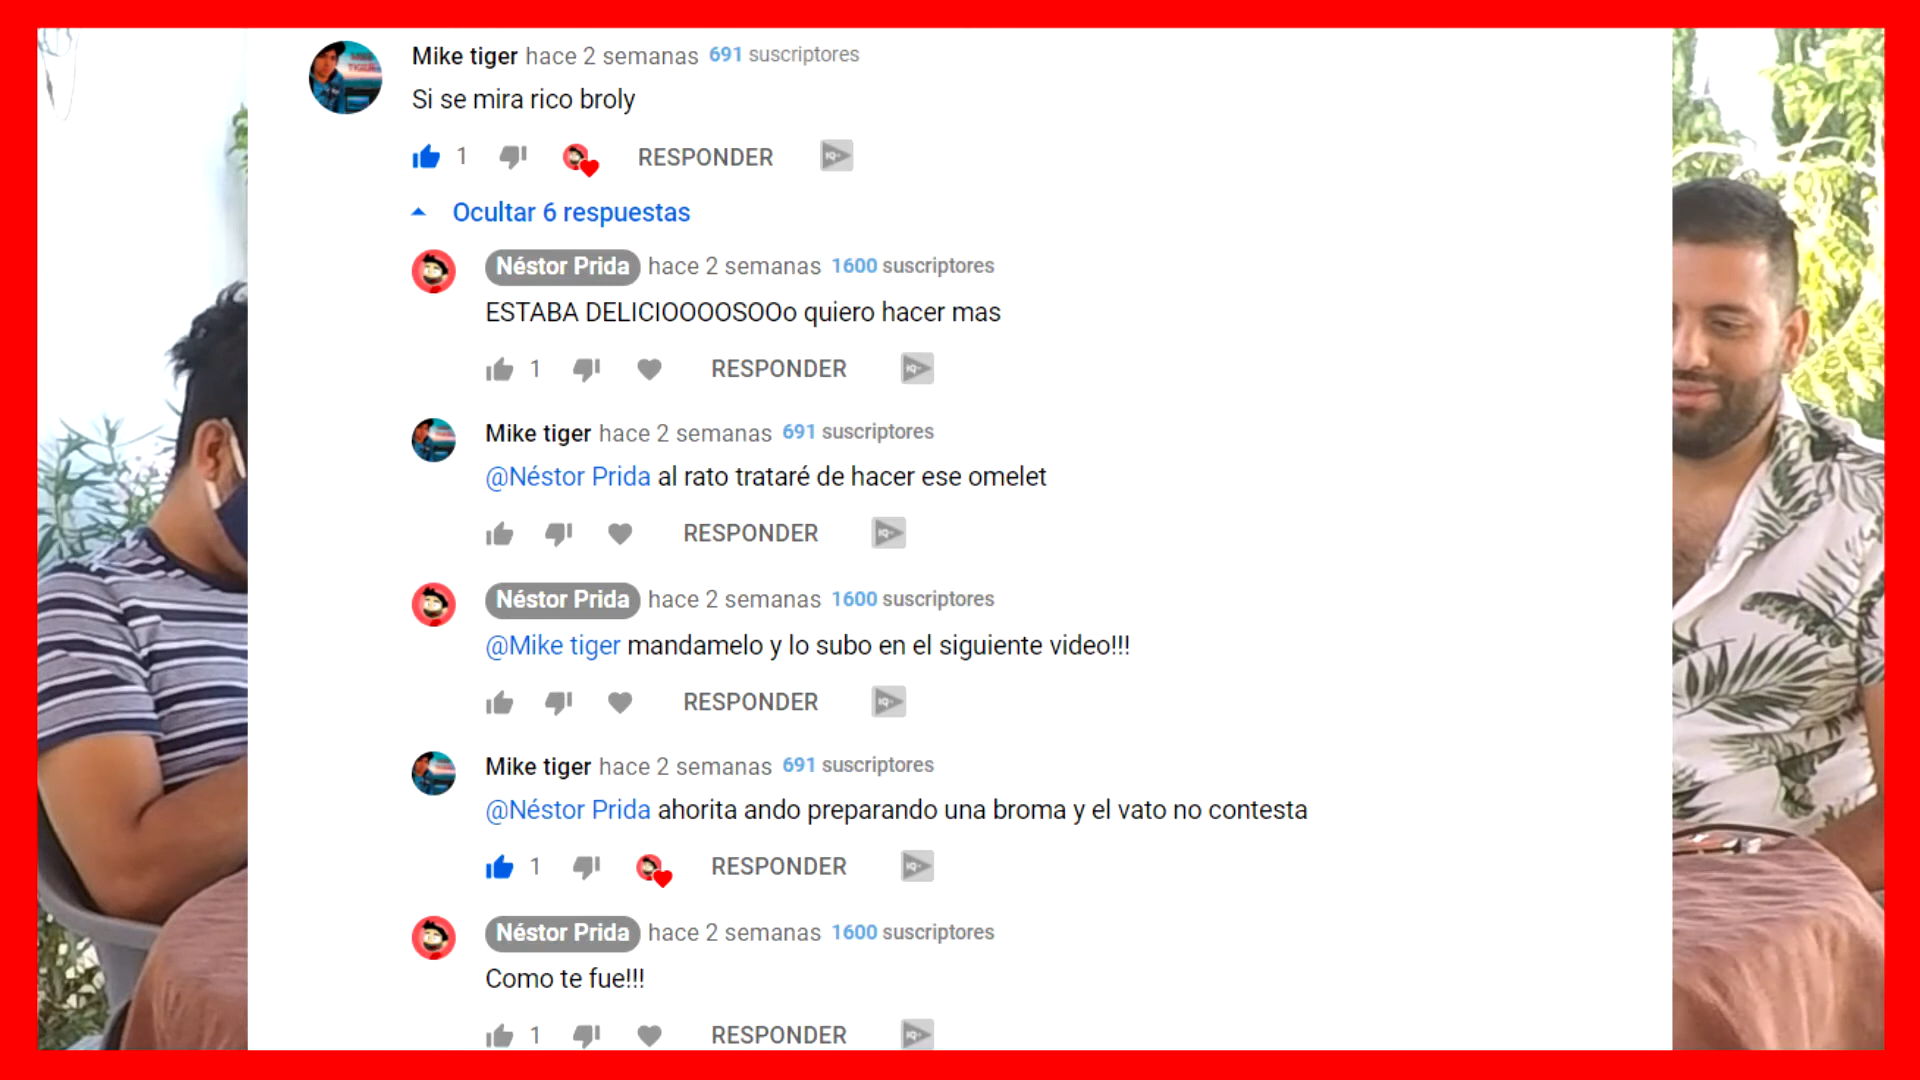 Mike tiger hace 2 semanas 691 suscriptores
Si se mira rico broly
1 RESPONDER
Ocultar 6 respuestas
Néstor Prida hace 2 semanas 1600 suscriptores
ESTABA DELICIOOOOSOOo quiero hacer mas
1 RESPONDER
Mike tiger hace 2 semanas 691 suscriptores
@Néstor Prida al rato trataré de hacer ese omelet
RESPONDER
Néstor Prida hace 2 semanas 1600 suscriptores
@Mike tiger mandamelo y lo subo en el siguiente video!!!
RESPONDER
Mike tiger hace 2 semanas 691 suscriptores
@Néstor Prida ahorita ando preparando una broma y el vato no contesta
1 RESPONDER
Néstor Prida hace 2 semanas 1600 suscriptores
Como te fue!!!
1 RESPONDER